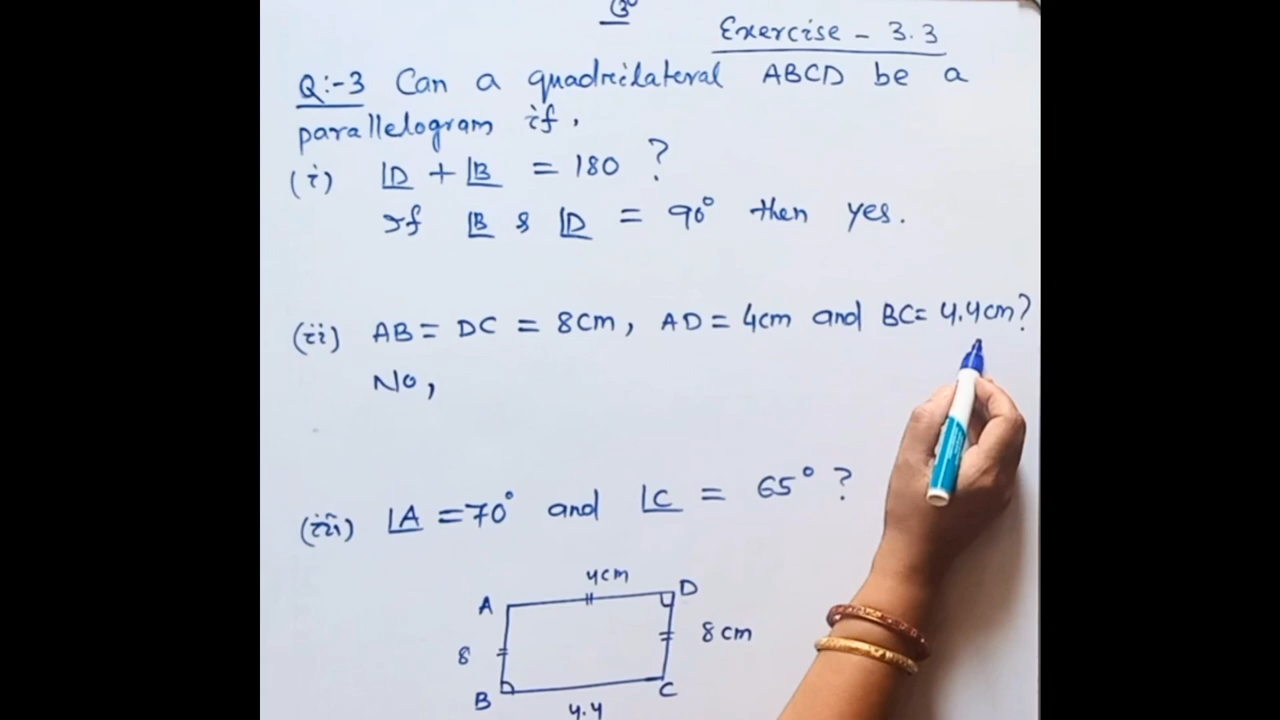 Exercise - 3.3
Q:-3 Can a quadrilateral ABCD be a
parallelogram if,
(i) ∠D + ∠B = 180 ?
If ∠B & ∠D = 90° then yes.
(ii) AB = DC = 8cm, AD = 4cm and BC= 4.4cm?
No,
(iii) ∠A = 70° and ∠C = 65° ?
4cm
A D
8 8 cm
B C
4.4